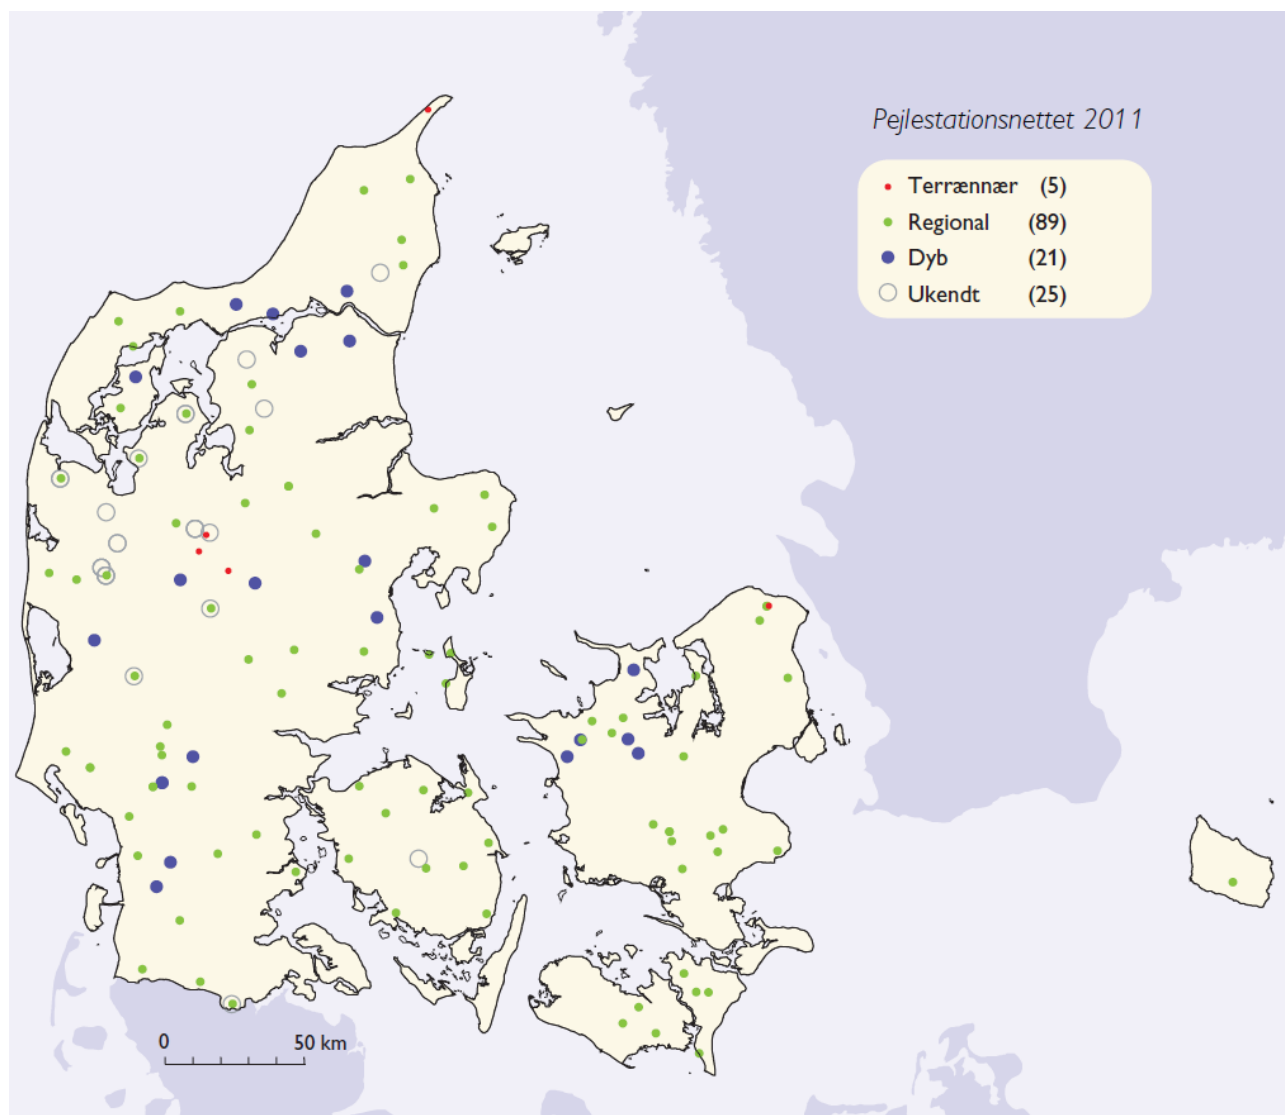 Pejlestationsnettet 2011
Terrænnær (5)
Regional (89)
Dyb (21)
Ukendt (25)
0 50 km